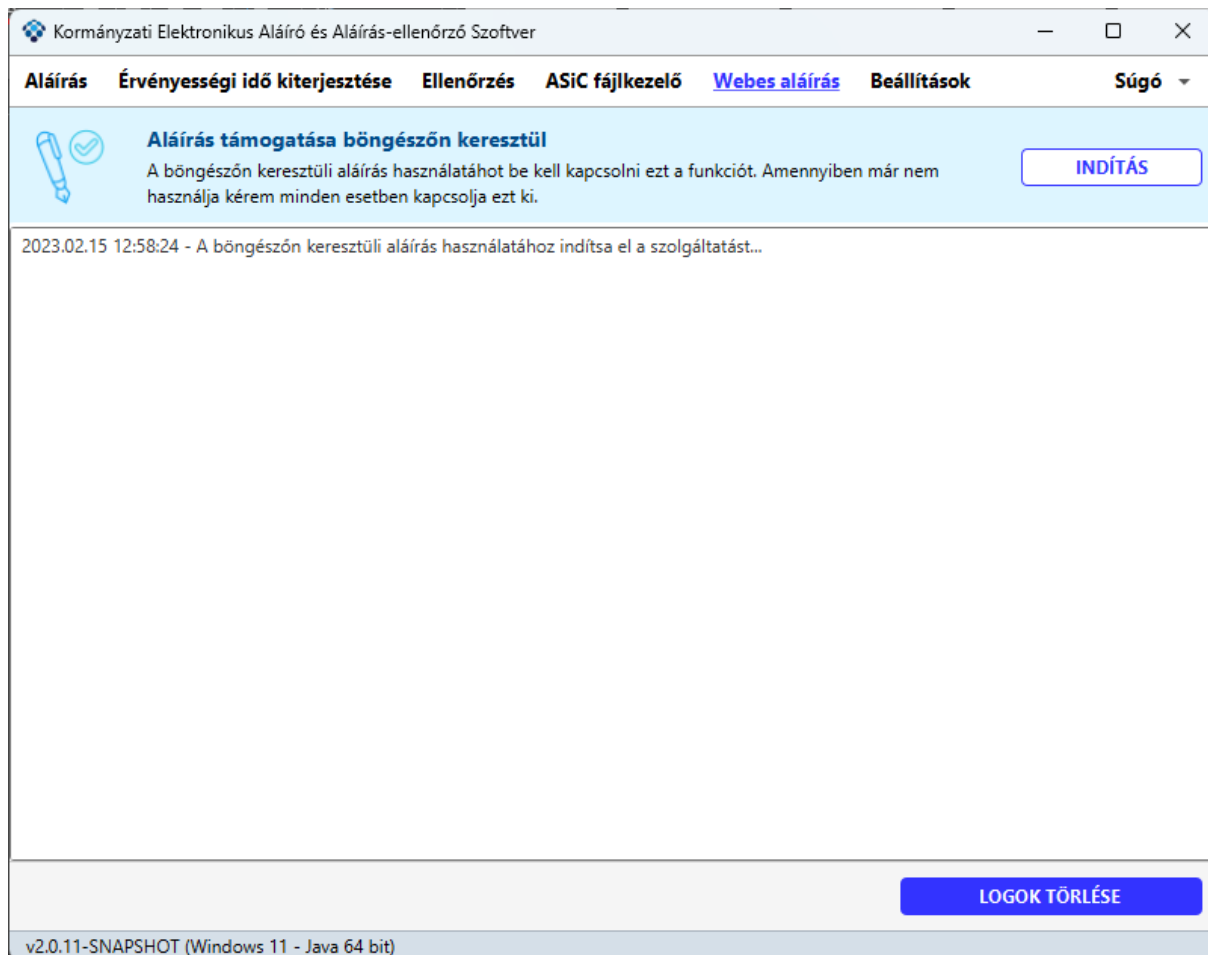 Kormányzati Elektronikus Aláíró és Aláírás-ellenőrző Szoftver
Aláírás Érvényességi idő kiterjesztése Ellenőrzés ASiC fájlkezelő Webes aláírás Beállítások Súgó
Aláírás támogatása böngészőn keresztül
A böngészőn keresztüli aláírás használatáhot be kell kapcsolni ezt a funkciót. Amennyiben már nem
használja kérem minden esetben kapcsolja ezt ki.
INDÍTÁS
2023.02.15 12:58:24 - A böngészőn keresztüli aláírás használatához indítsa el a szolgáltatást...
LOGOK TÖRLÉSE
v2.0.11-SNAPSHOT (Windows 11 - Java 64 bit)